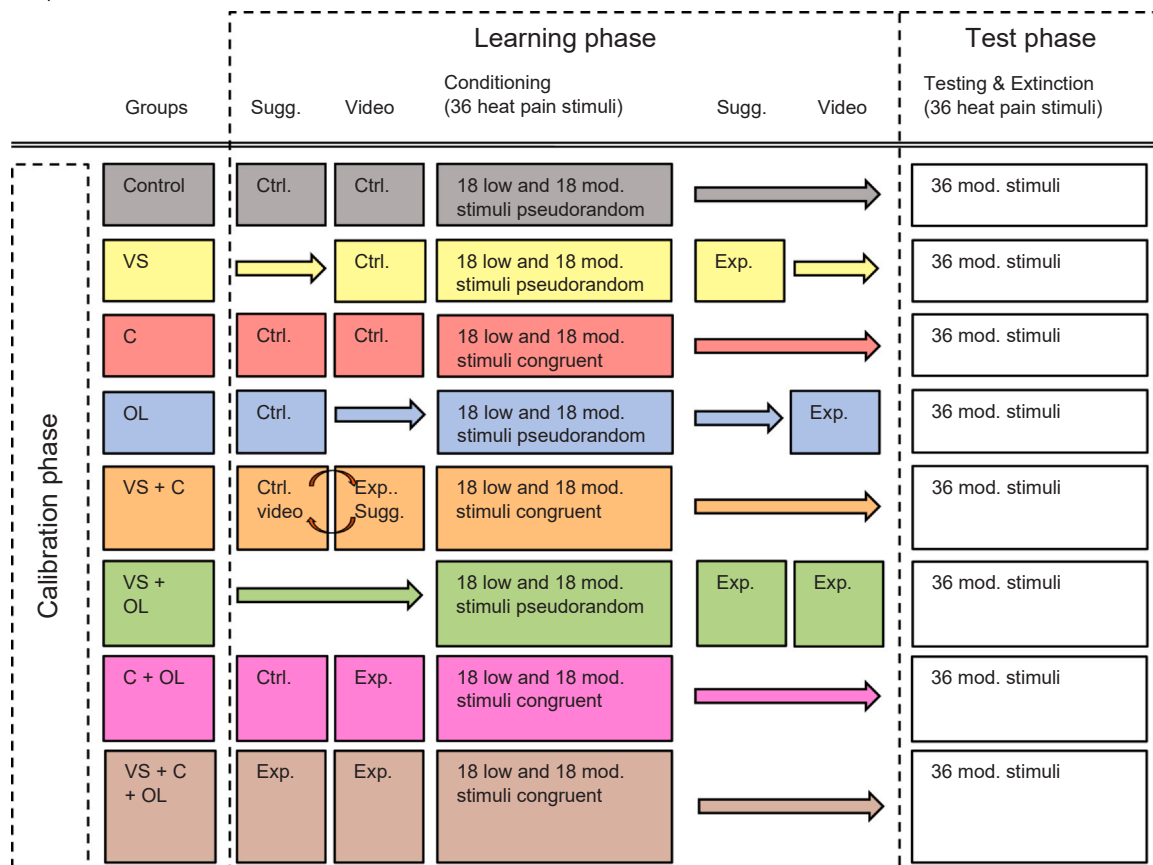 Learning phase
Test phase
Conditioning
Testing & Extinction
Groups
Sugg.
Video
(36 heat pain stimuli)
Sugg.
Video
(36 heat pain stimuli)
Calibration phase
Control
Ctrl.
Ctrl.
18 low and 18 mod.
stimuli pseudorandom
36 mod. stimuli
VS
Ctrl.
18 low and 18 mod.
stimuli pseudorandom
Exp.
36 mod. stimuli
C
Ctrl.
Ctrl.
18 low and 18 mod.
stimuli congruent
36 mod. stimuli
OL
Ctrl.
18 low and 18 mod.
stimuli pseudorandom
Exp.
36 mod. stimuli
VS + C
Ctrl.
video
Exp..
Sugg.
18 low and 18 mod.
stimuli congruent
36 mod. stimuli
VS +
OL
18 low and 18 mod.
stimuli pseudorandom
Exp.
Exp.
36 mod. stimuli
C + OL
Ctrl.
Exp.
18 low and 18 mod.
stimuli congruent
36 mod. stimuli
VS + C
+ OL
Exp.
Exp.
18 low and 18 mod.
stimuli congruent
36 mod. stimuli